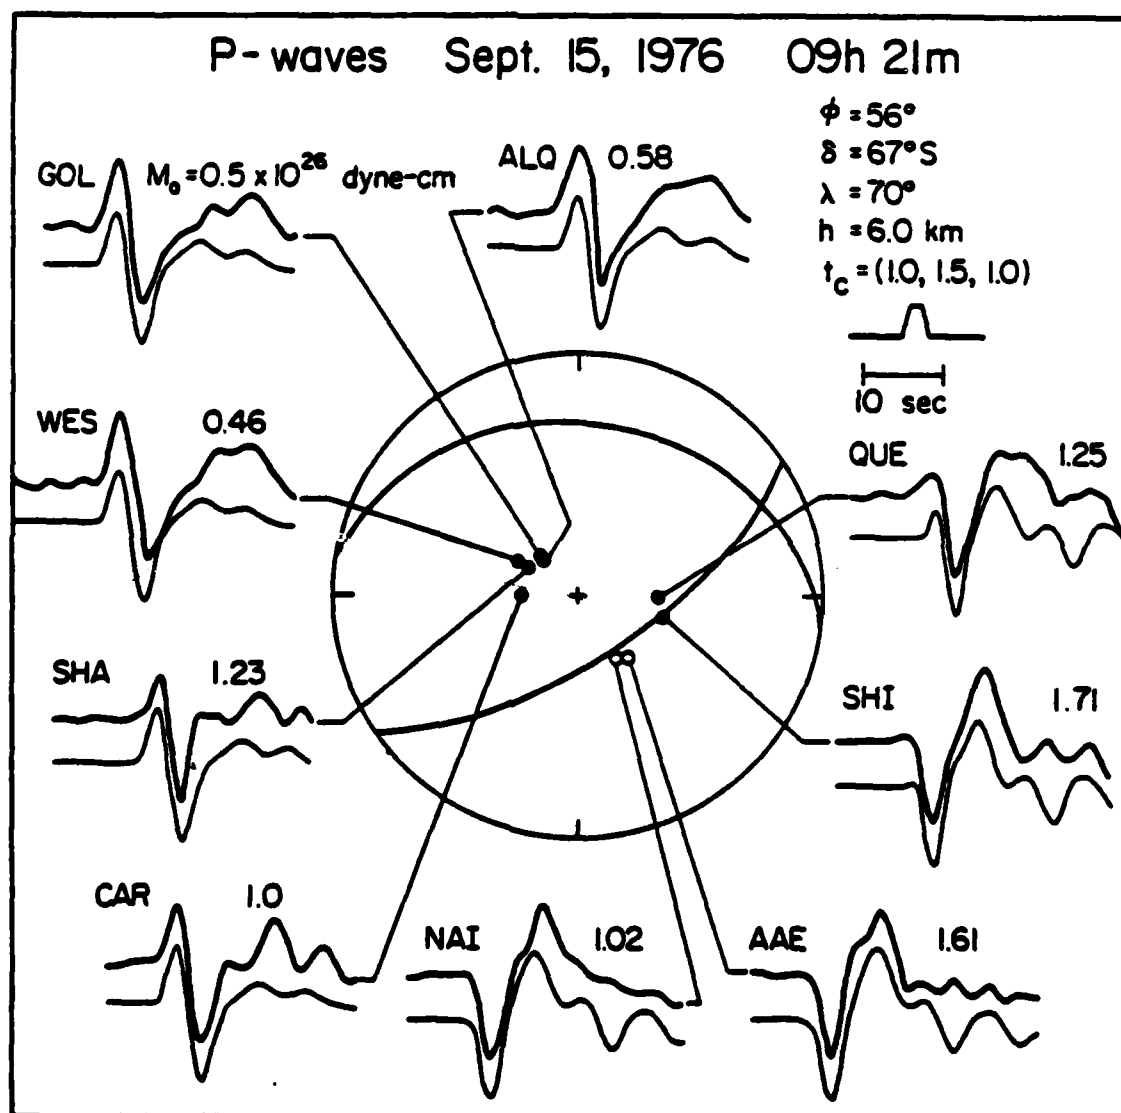 P-waves Sept. 15, 1976 09h 21m
φ = 56°
δ = 67°S
λ = 70°
h = 6.0 km
t_c = (1.0, 1.5, 1.0)
10 sec
GOL M₀ = 0.5 x 10²⁶ dyne-cm
ALQ 0.58
WES 0.46
QUE 1.25
SHA 1.23
SHI 1.71
CAR 1.0
NAI 1.02
AAE 1.61